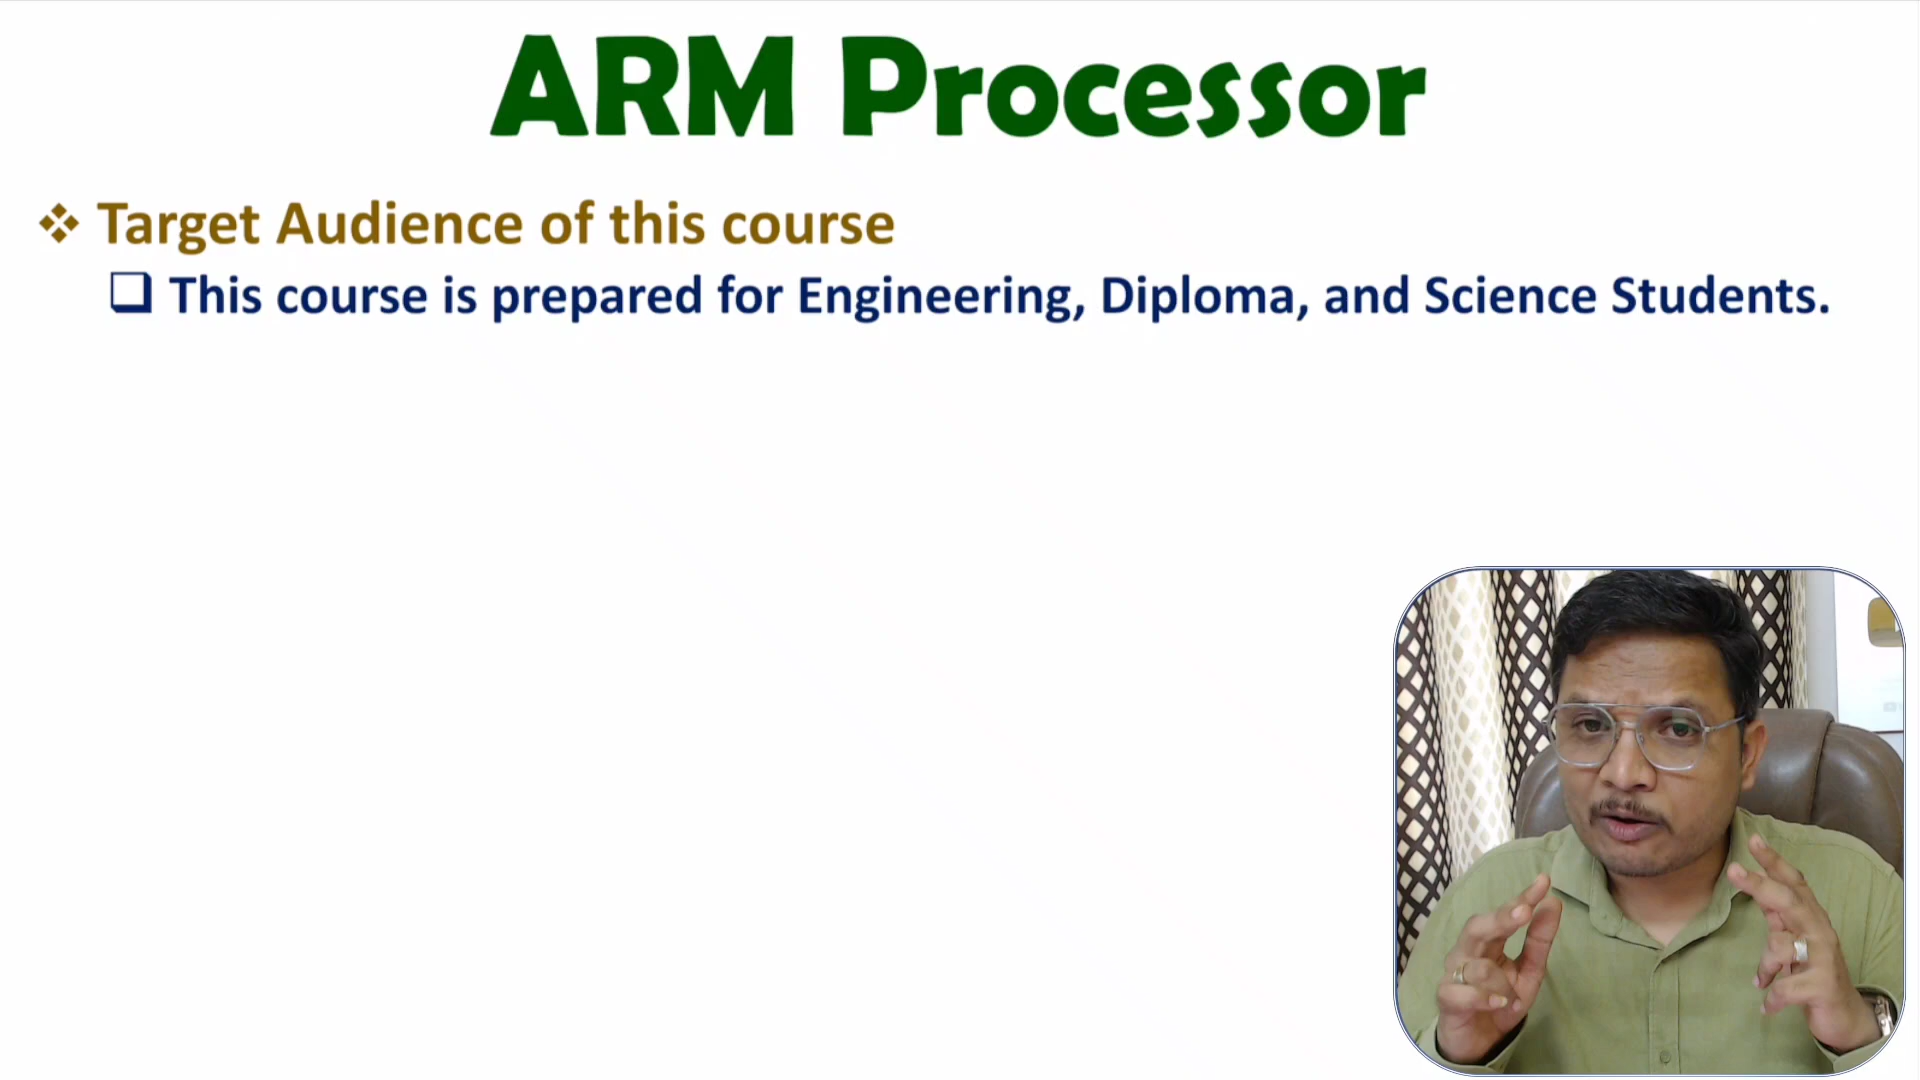 ARM Processor
❖ Target Audience of this course
❑ This course is prepared for Engineering, Diploma, and Science Students.